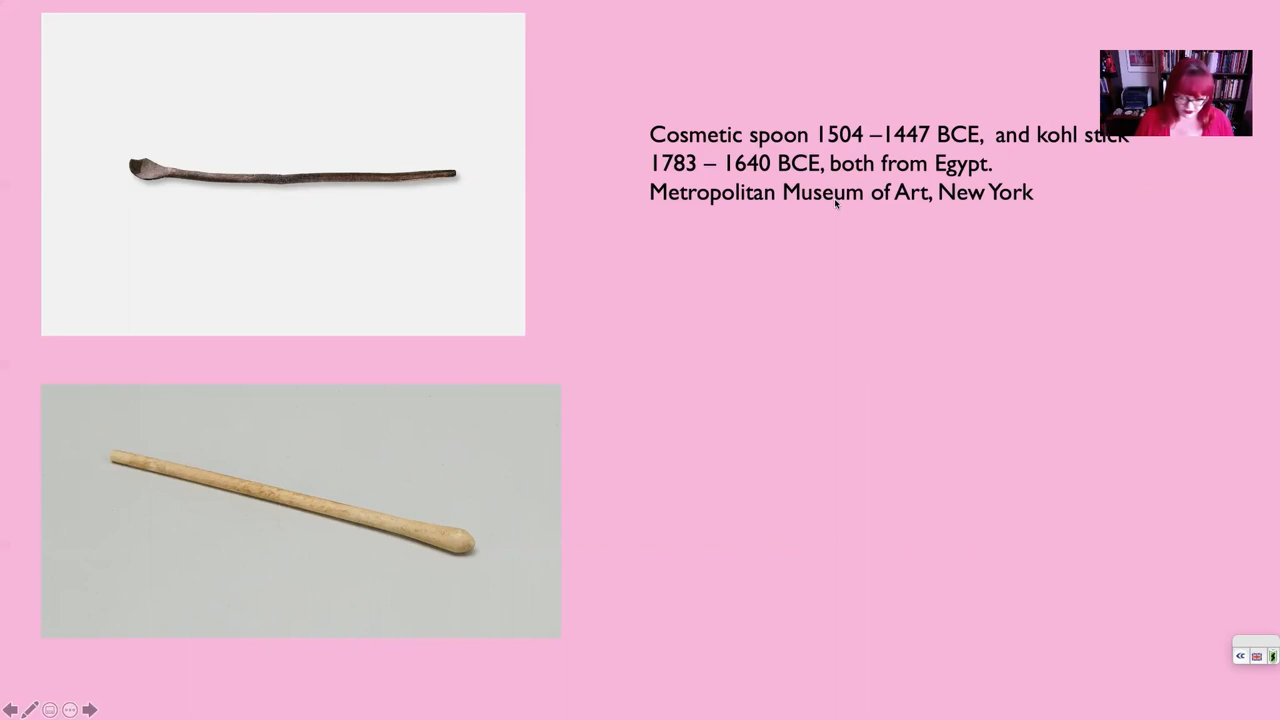 Cosmetic spoon 1504 –1447 BCE,  and kohl stick
1783 – 1640 BCE, both from Egypt.
Metropolitan Museum of Art, New York